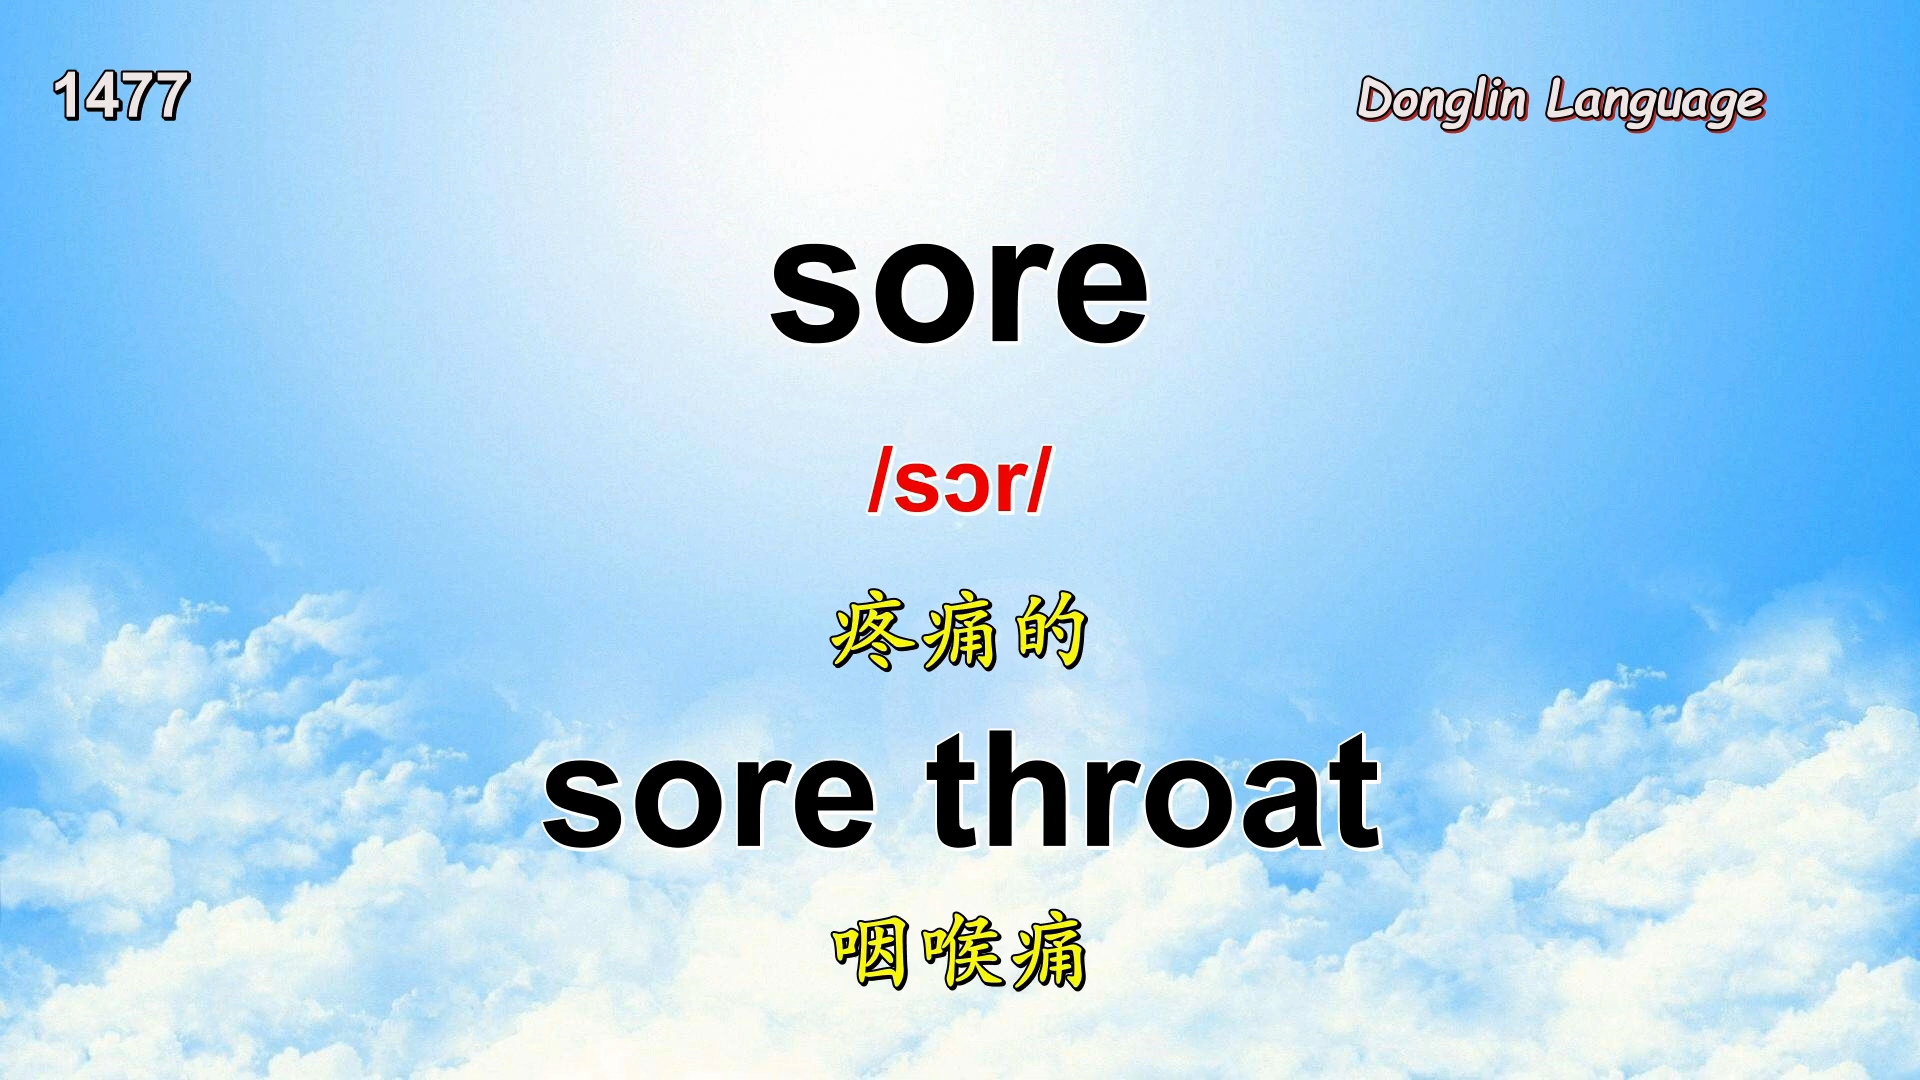 1477
Donglin Language
sore
/sɔr/
疼痛的
sore throat
咽喉痛